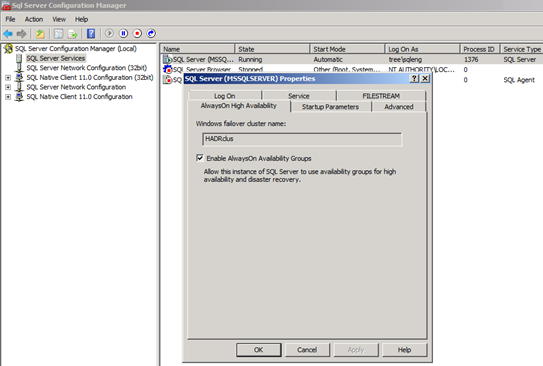 Sql Server Configuration Manager
File Action View Help
SQL Server Configuration Manager (Local)
SQL Server Services
SQL Server Network Configuration (32bit)
SQL Native Client 11.0 Configuration (32bit)
SQL Server Network Configuration
SQL Native Client 11.0 Configuration
Name State Start Mode Log On As Process ID Service Type
SQL Server (MSSQ... Running Automatic tree\sqleng 1376 SQL Server
SQL Server Browser Stopped Other (Boot, System... NT AUTHORITY\LOC... 0
0 SQL Agent
SQL Server (MSSQLSERVER) Properties
Log On Service FILESTREAM
AlwaysOn High Availability Startup Parameters Advanced
Windows failover cluster name:
HADRclus
Enable AlwaysOn Availability Groups
Allow this instance of SQL Server to use availability groups for high
availability and disaster recovery.
OK Cancel Apply Help